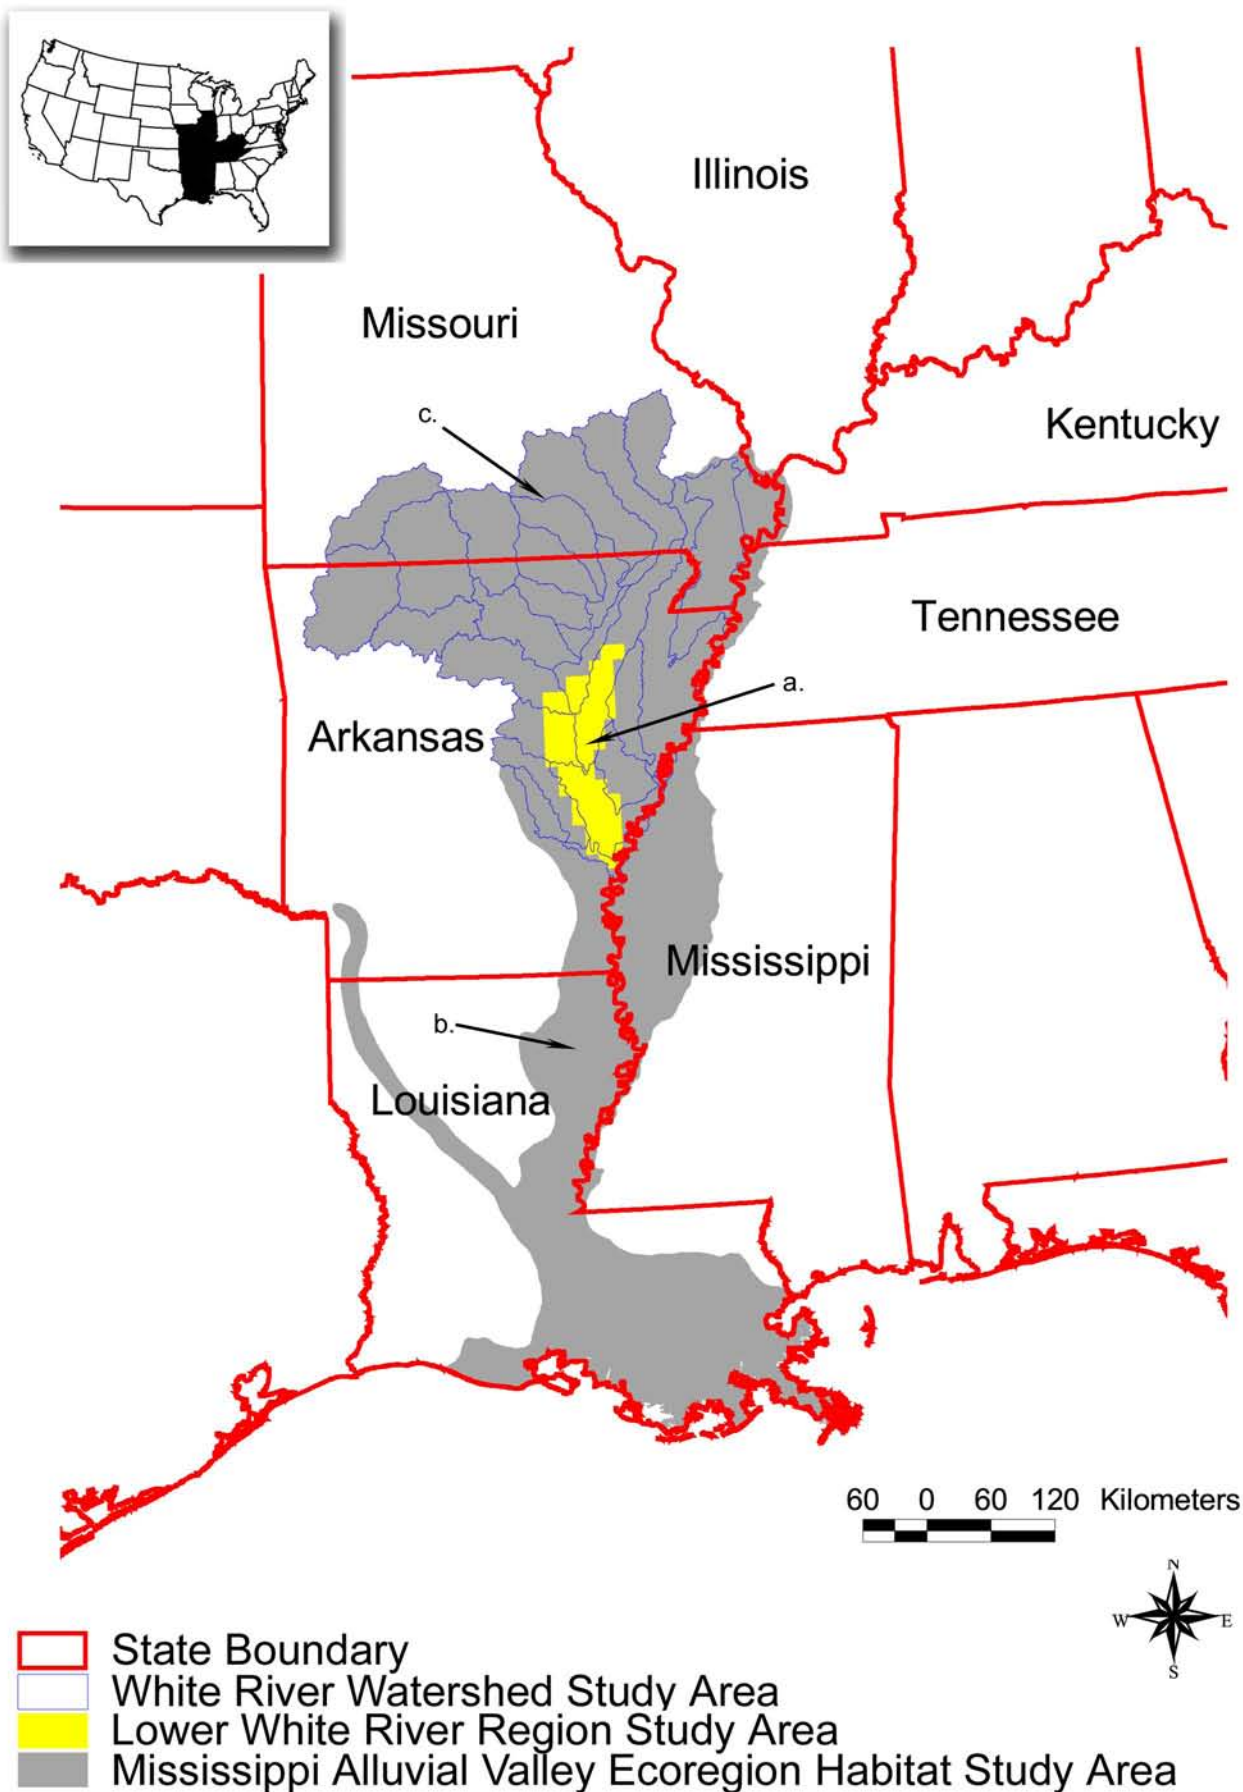 Illinois
Missouri
c.
Kentucky
Tennessee
a.
Arkansas
Mississippi
b.
Louisiana
60 0 60 120 Kilometers
N
W E
S
State Boundary
White River Watershed Study Area
Lower White River Region Study Area
Mississippi Alluvial Valley Ecoregion Habitat Study Area